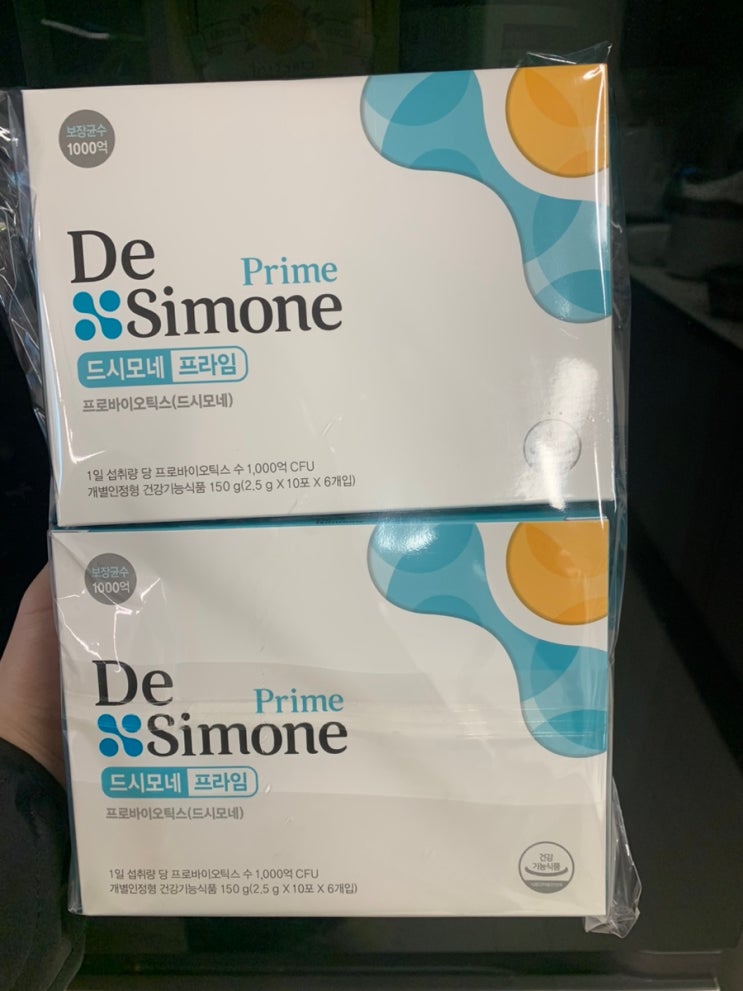 보장균수
1000억
De
Prime
Simone
드시모네 프라임
프로바이오틱스(드시모네)
1일 섭취량 당 프로바이오틱스 수 1,000억 CFU
개별인정형 건강기능식품 150 g(2.5 g X 10포 X 6개입)
보장균수
1000억
De
Prime
Simone
드시모네 프라임
프로바이오틱스(드시모네)
건강
기능식품
1일 섭취량 당 프로바이오틱스 수 1,000억 CFU
개별인정형 건강기능식품 150 g(2.5 g X 10포 X 6개입)